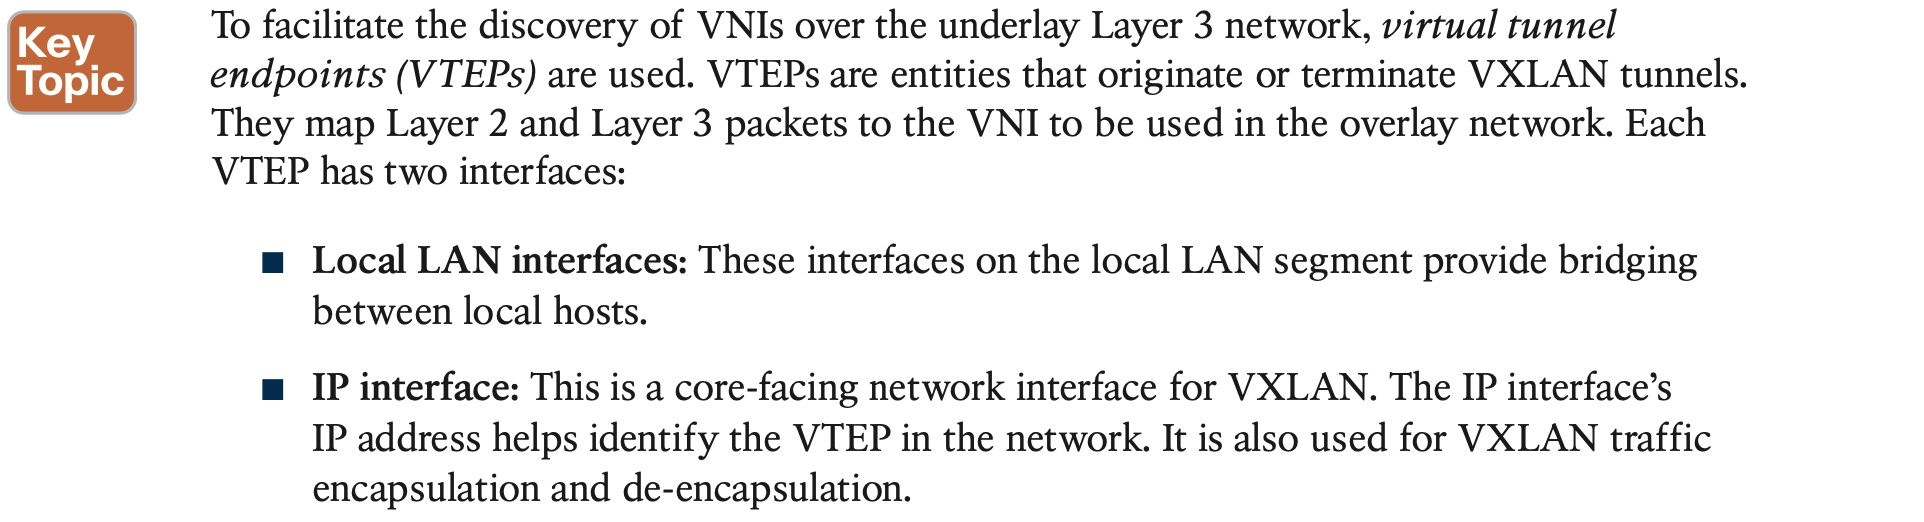 Key
Topic
To facilitate the discovery of VNIs over the underlay Layer 3 network, virtual tunnel
endpoints (VTEPs) are used. VTEPs are entities that originate or terminate VXLAN tunnels.
They map Layer 2 and Layer 3 packets to the VNI to be used in the overlay network. Each
VTEP has two interfaces:
■ Local LAN interfaces: These interfaces on the local LAN segment provide bridging
between local hosts.
■ IP interface: This is a core-facing network interface for VXLAN. The IP interface’s
IP address helps identify the VTEP in the network. It is also used for VXLAN traffic
encapsulation and de-encapsulation.